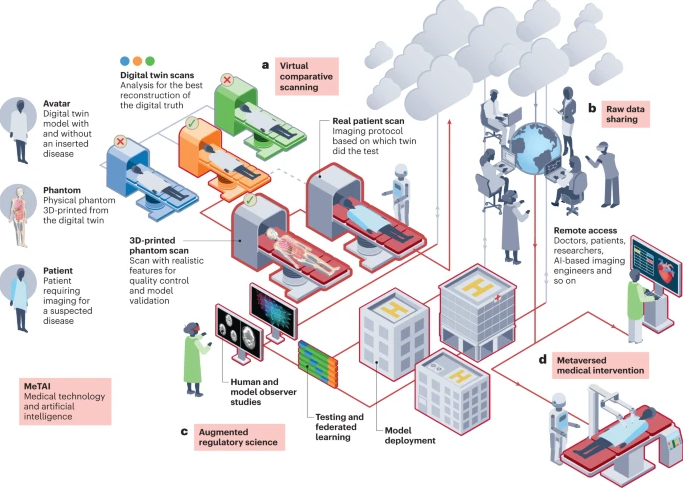 a Virtual
comparative
scanning
Digital twin scans
Analysis for the best
reconstruction of
the digital truth
Avatar
Digital twin
model with
and without
an inserted
disease
Real patient scan
Imaging protocol
based on which twin
did the test
b Raw data
sharing
Phantom
Physical phantom
3D-printed from
the digital twin
3D-printed
phantom scan
Scan with realistic
features for
quality control
and model
validation
Remote access
Doctors, patients,
researchers,
AI-based imaging
engineers and
so on
Patient
Patient
requiring
imaging for
a suspected
disease
H
H
H
d Metaversed
medical intervention
MeTAI
Medical technology
and artificial
intelligence
Human and
model observer
studies
Testing and
federated
learning
Model
deployment
c Augmented
regulatory science